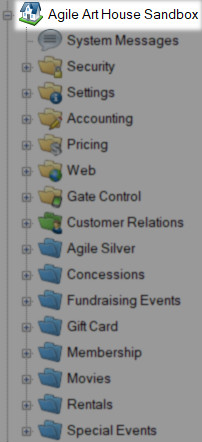 Agile Art House Sandbox
System Messages
Security
Settings
Accounting
Pricing
Web
Gate Control
Customer Relations
Agile Silver
Concessions
Fundraising Events
Gift Card
Membership
Movies
Rentals
Special Events